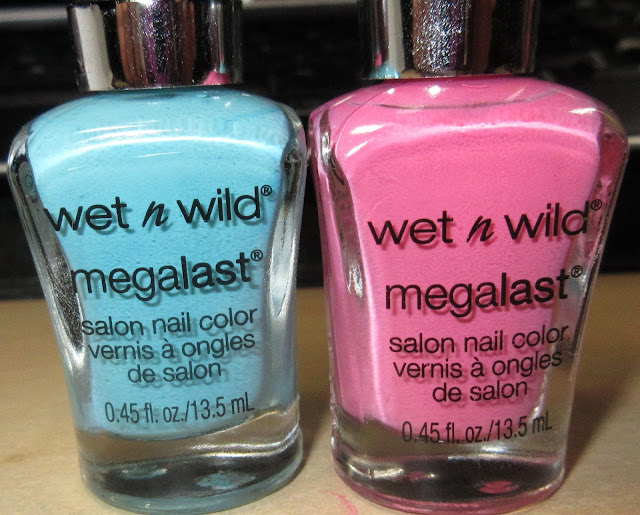 wet n wild®
megalast®
salon nail color
vernis à ongles
de salon
0.45 fl. oz./13.5 mL
wet n wild®
megalast®
salon nail color
vernis à ongles
de salon
0.45 fl. oz./13.5 mL